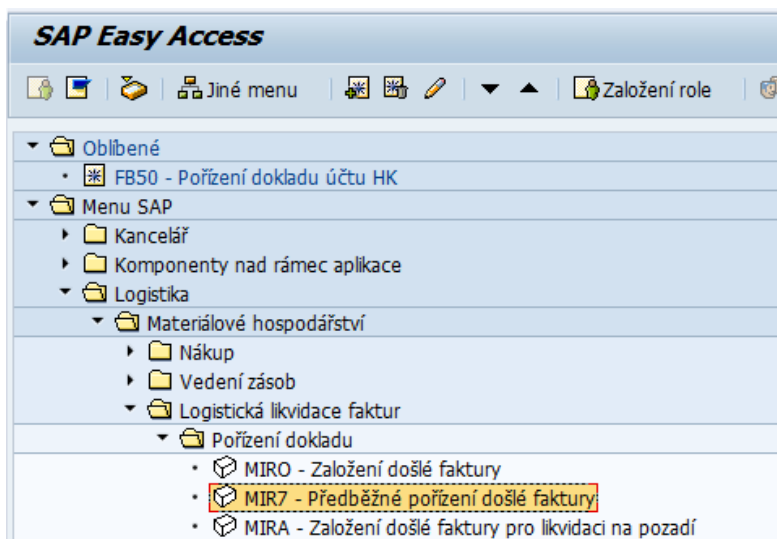 SAP Easy Access
Jiné menu Založení role
Oblíbené
FB50 - Pořízení dokladu účtu HK
Menu SAP
Kancelář
Komponenty nad rámec aplikace
Logistika
Materiálové hospodářství
Nákup
Vedení zásob
Logistická likvidace faktur
Pořízení dokladu
MIRO - Založení došlé faktury
MIR7 - Předběžné pořízení došlé faktury
MIRA - Založení došlé faktury pro likvidaci na pozadí